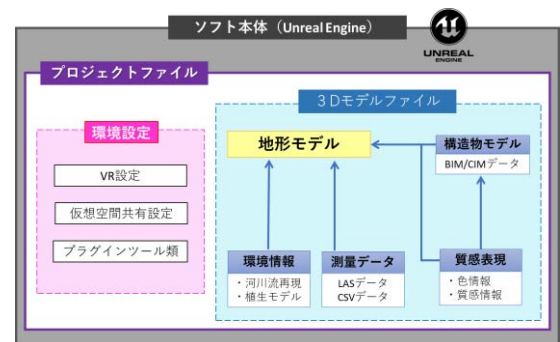 ソフト本体（Unreal Engine）
UNREAL
ENGINE
プロジェクトファイル
環境設定
VR設定
仮想空間共有設定
プラグインツール類
３Dモデルファイル
地形モデル
構造物モデル
BIM/CIMデータ
環境情報
・河川流再現
・植生モデル
測量データ
LASデータ
CSVデータ
質感表現
・色情報
・質感情報